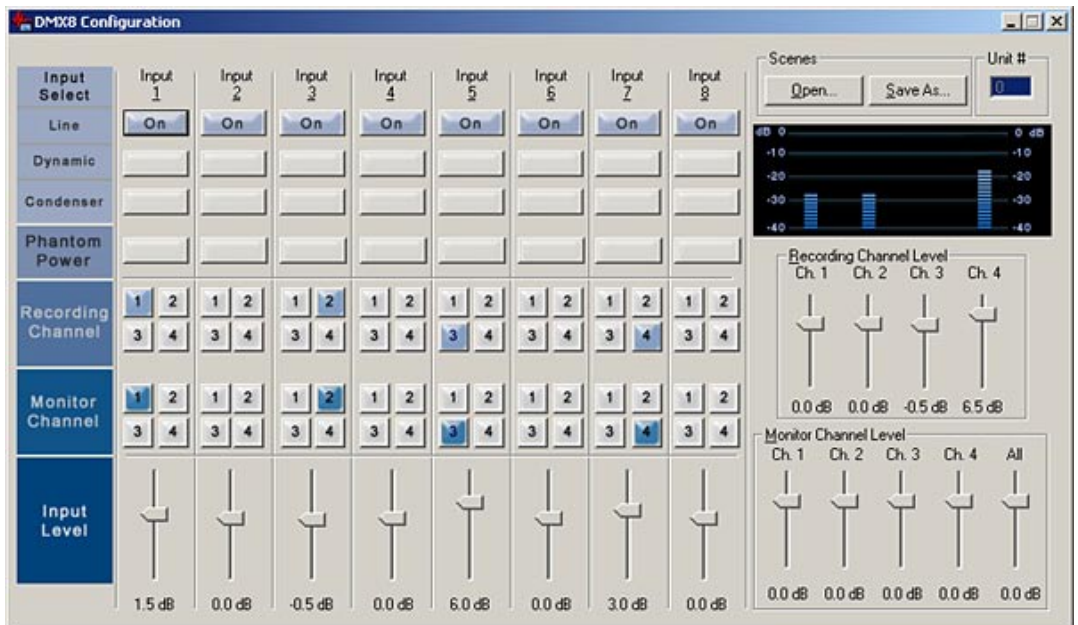 DMX8 Configuration
Input Select
Input 1 Input 2 Input 3 Input 4 Input 5 Input 6 Input 7 Input 8
Line On On On On On On On On
Dynamic
Condenser
Phantom Power
Recording Channel
1 2 1 2 1 2 1 2 1 2 1 2 1 2 1 2
3 4 3 4 3 4 3 4 3 4 3 4 3 4 3 4
Monitor Channel
1 2 1 2 1 2 1 2 1 2 1 2 1 2 1 2
3 4 3 4 3 4 3 4 3 4 3 4 3 4 3 4
Input Level
1.5 dB 0.0 dB -0.5 dB 0.0 dB 6.0 dB 0.0 dB 3.0 dB 0.0 dB
Scenes
Open... Save As...
Unit #
0
dB 0 0 dB
-10 -10
-20 -20
-30 -30
-40 -40
Recording Channel Level
Ch. 1 Ch. 2 Ch. 3 Ch. 4
0.0 dB 0.0 dB -0.5 dB 6.5 dB
Monitor Channel Level
Ch. 1 Ch. 2 Ch. 3 Ch. 4 All
0.0 dB 0.0 dB 0.0 dB 0.0 dB 0.0 dB